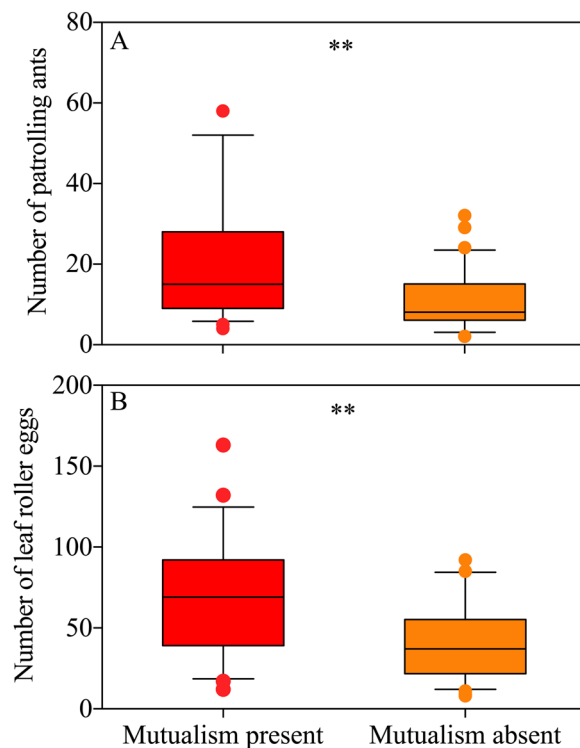 A
**
Number of patrolling ants
80
60
40
20
0
B
**
Number of leaf roller eggs
200
150
100
50
0
Mutualism present
Mutualism absent